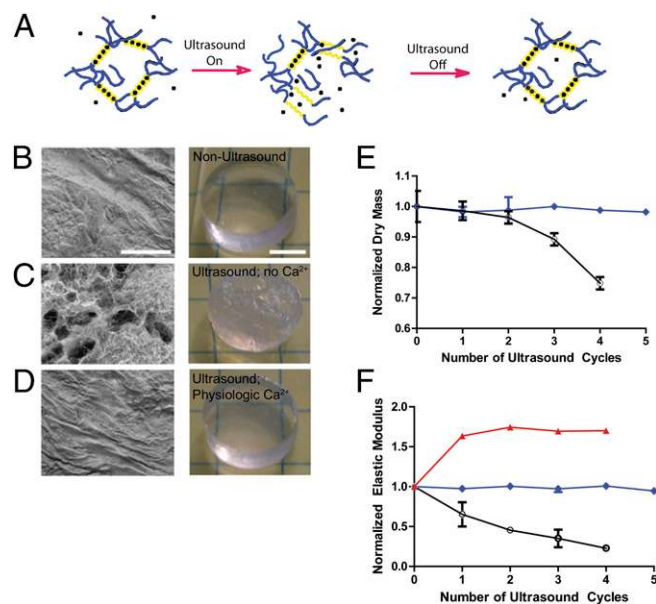 A
Ultrasound
On
Ultrasound
Off
B
Non-Ultrasound
C
Ultrasound; no Ca²⁺
D
Ultrasound;
Physiologic Ca²⁺
E
Normalized Dry Mass
1.2
1.1
1.0
0.9
0.8
0.7
0.6
0 1 2 3 4 5
Number of Ultrasound Cycles
F
Normalized Elastic Modulus
2.0
1.5
1.0
0.5
0.0
0 1 2 3 4 5
Number of Ultrasound Cycles